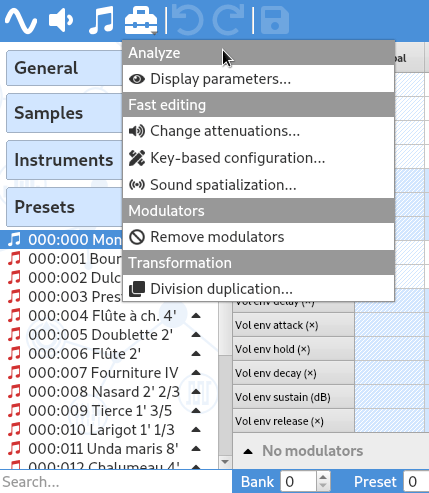 Analyze
Display parameters...
Fast editing
Change attenuations...
Key-based configuration...
Sound spatialization...
Modulators
Remove modulators
Transformation
Division duplication...
General
Samples
Instruments
Presets
000:000 Mon
000:001 Bour
000:002 Dulc
000:003 Pres
000:004 Flûte à ch. 4'
000:005 Doublette 2'
000:006 Flûte 2'
000:007 Fourniture IV
000:008 Nasard 2' 2/3
000:009 Tierce 1' 3/5
000:010 Larigot 1' 1/3
000:011 Unda maris 8'
000:012 Chalumeau 4'
Search...
bal
Vol env delay (×)
Vol env attack (×)
Vol env hold (×)
Vol env decay (×)
Vol env sustain (dB)
Vol env release (×)
No modulators
Bank 0 Preset 0